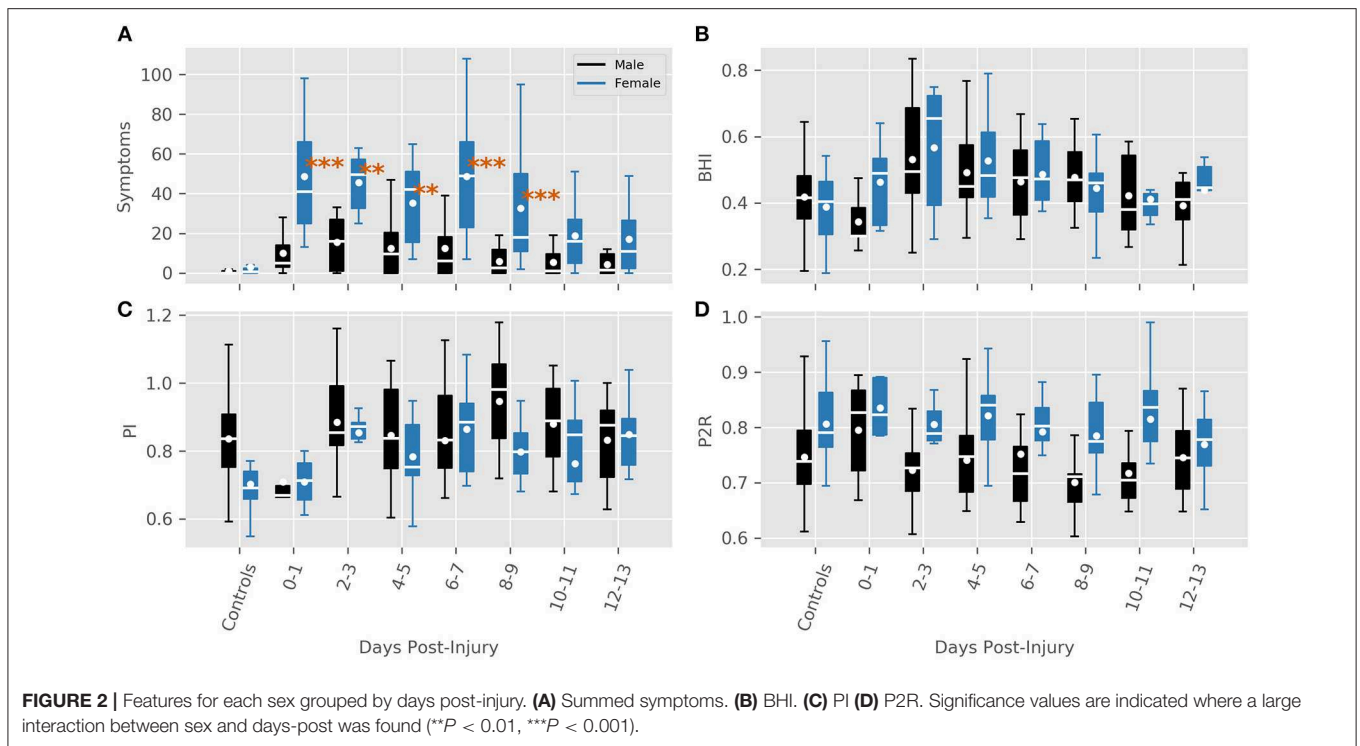 A
B
Male
Female
100
80
60
40
20
0
Symptoms
***
**
**
***
***
0.8
0.6
0.4
0.2
BHI
C
D
1.2
1.0
0.8
0.6
PI
1.0
0.9
0.8
0.7
0.6
P2R
Controls
0-1
2-3
4-5
6-7
8-9
10-11
12-13
Days Post-Injury
Controls
0-1
2-3
4-5
6-7
8-9
10-11
12-13
Days Post-Injury
FIGURE 2 | Features for each sex grouped by days post-injury. (A) Summed symptoms. (B) BHI. (C) PI (D) P2R. Significance values are indicated where a large
interaction between sex and days-post was found (**P < 0.01, ***P < 0.001).